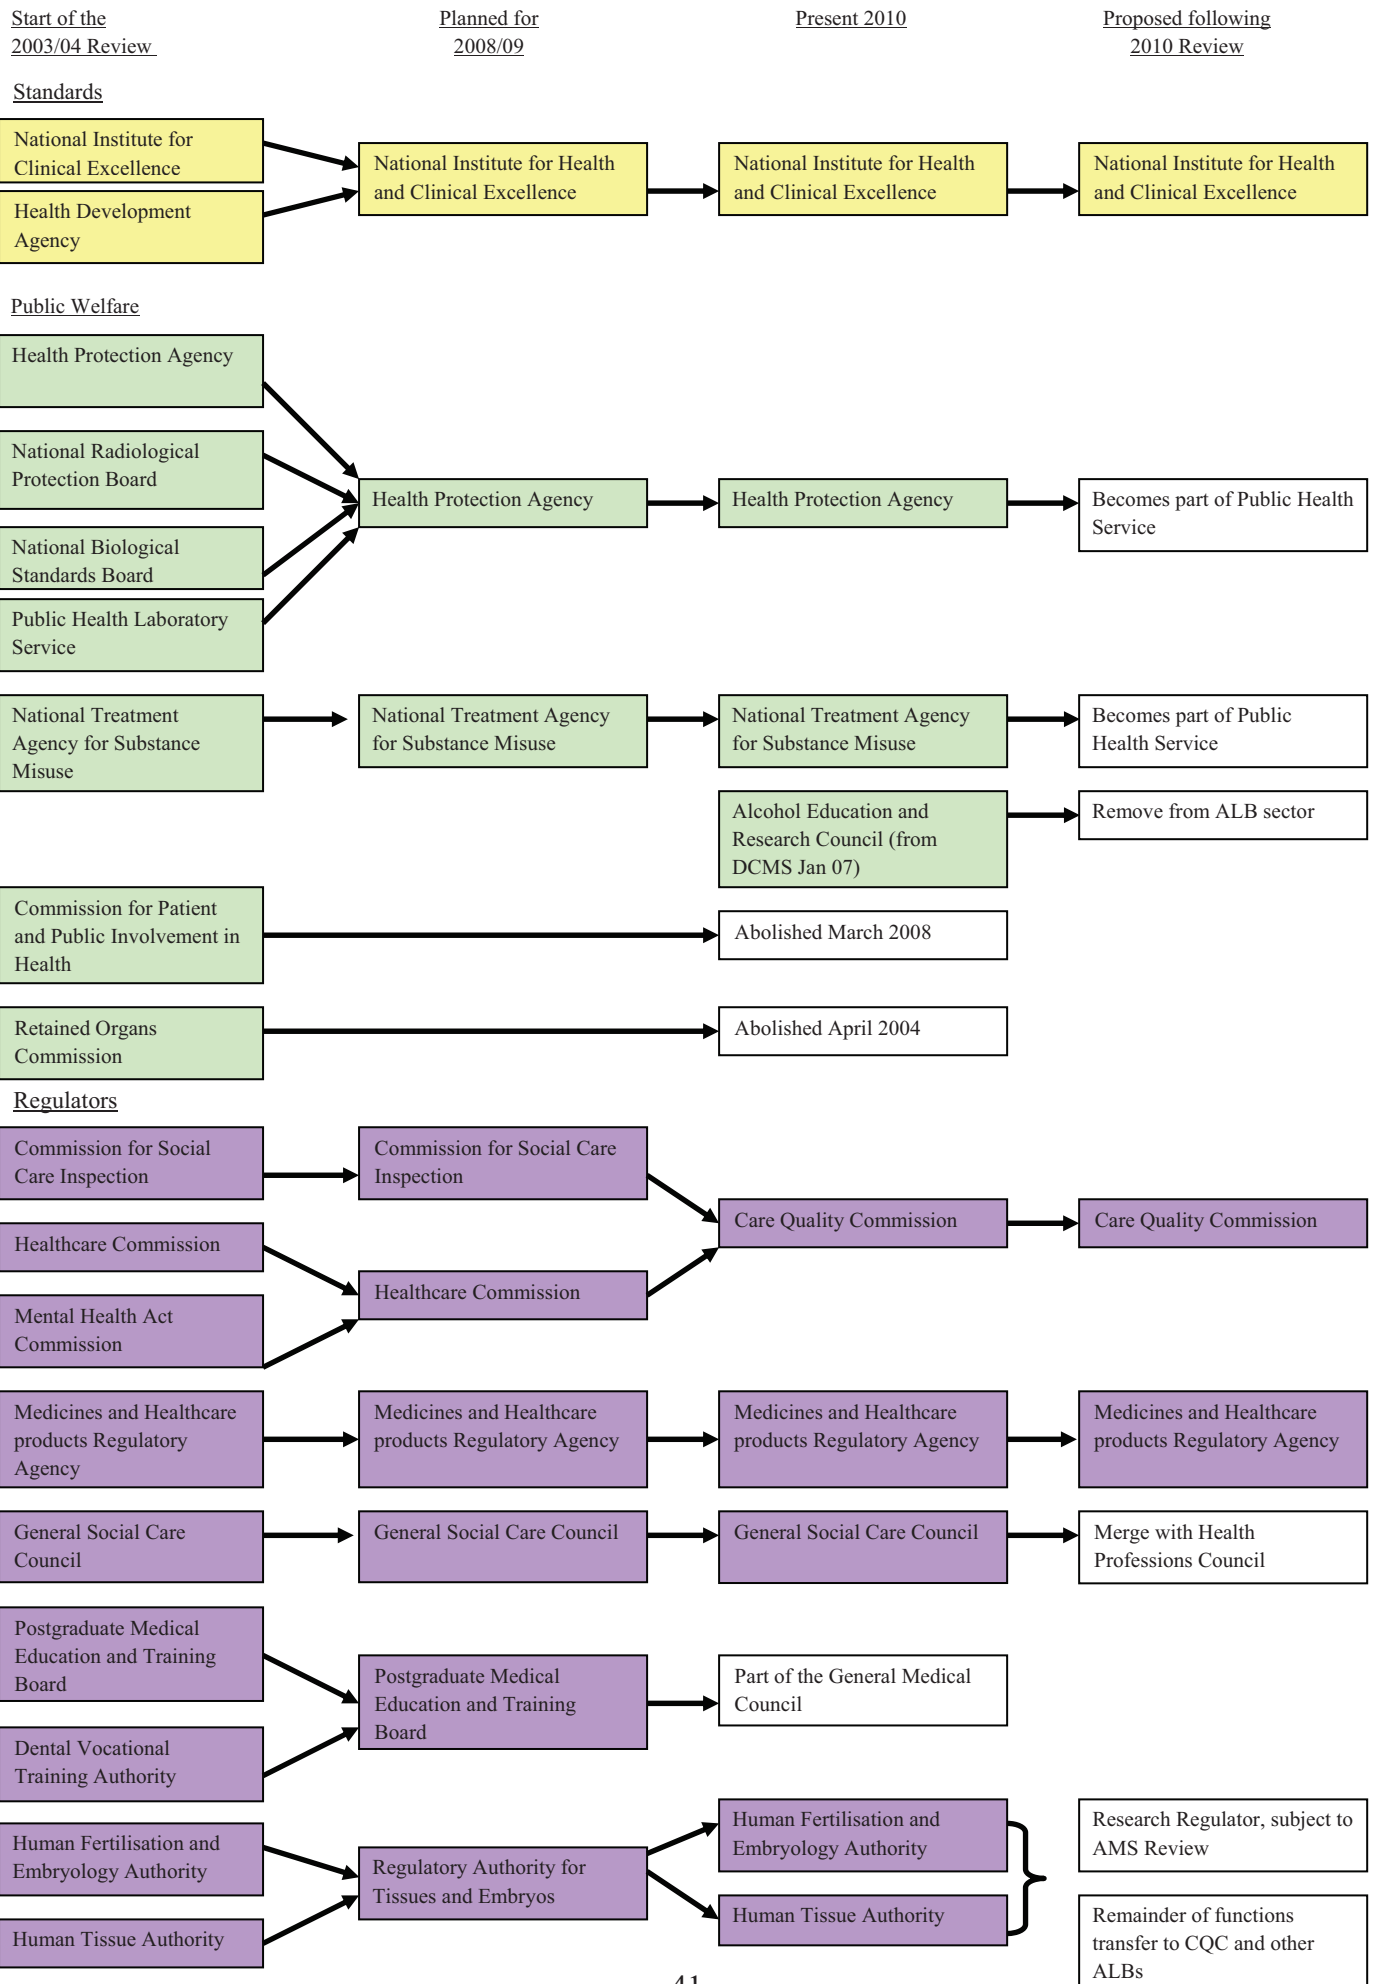 Start of the
2003/04 Review
Planned for
2008/09
Present 2010
Proposed following
2010 Review
Standards
National Institute for
Clinical Excellence
Health Development
Agency
National Institute for Health
and Clinical Excellence
National Institute for Health
and Clinical Excellence
National Institute for Health
and Clinical Excellence
Public Welfare
Health Protection Agency
National Radiological
Protection Board
National Biological
Standards Board
Public Health Laboratory
Service
Health Protection Agency
Health Protection Agency
Becomes part of Public Health
Service
National Treatment
Agency for Substance
Misuse
National Treatment Agency
for Substance Misuse
National Treatment Agency
for Substance Misuse
Becomes part of Public
Health Service
Alcohol Education and
Research Council (from
DCMS Jan 07)
Remove from ALB sector
Commission for Patient
and Public Involvement in
Health
Abolished March 2008
Retained Organs
Commission
Abolished April 2004
Regulators
Commission for Social
Care Inspection
Commission for Social Care
Inspection
Healthcare Commission
Mental Health Act
Commission
Healthcare Commission
Care Quality Commission
Care Quality Commission
Medicines and Healthcare
products Regulatory
Agency
Medicines and Healthcare
products Regulatory Agency
Medicines and Healthcare
products Regulatory Agency
Medicines and Healthcare
products Regulatory Agency
General Social Care
Council
General Social Care Council
General Social Care Council
Merge with Health
Professions Council
Postgraduate Medical
Education and Training
Board
Dental Vocational
Training Authority
Postgraduate Medical
Education and Training
Board
Part of the General Medical
Council
Human Fertilisation and
Embryology Authority
Human Tissue Authority
Regulatory Authority for
Tissues and Embryos
Human Fertilisation and
Embryology Authority
Human Tissue Authority
Research Regulator, subject to
AMS Review
Remainder of functions
transfer to CQC and other
ALBs
41